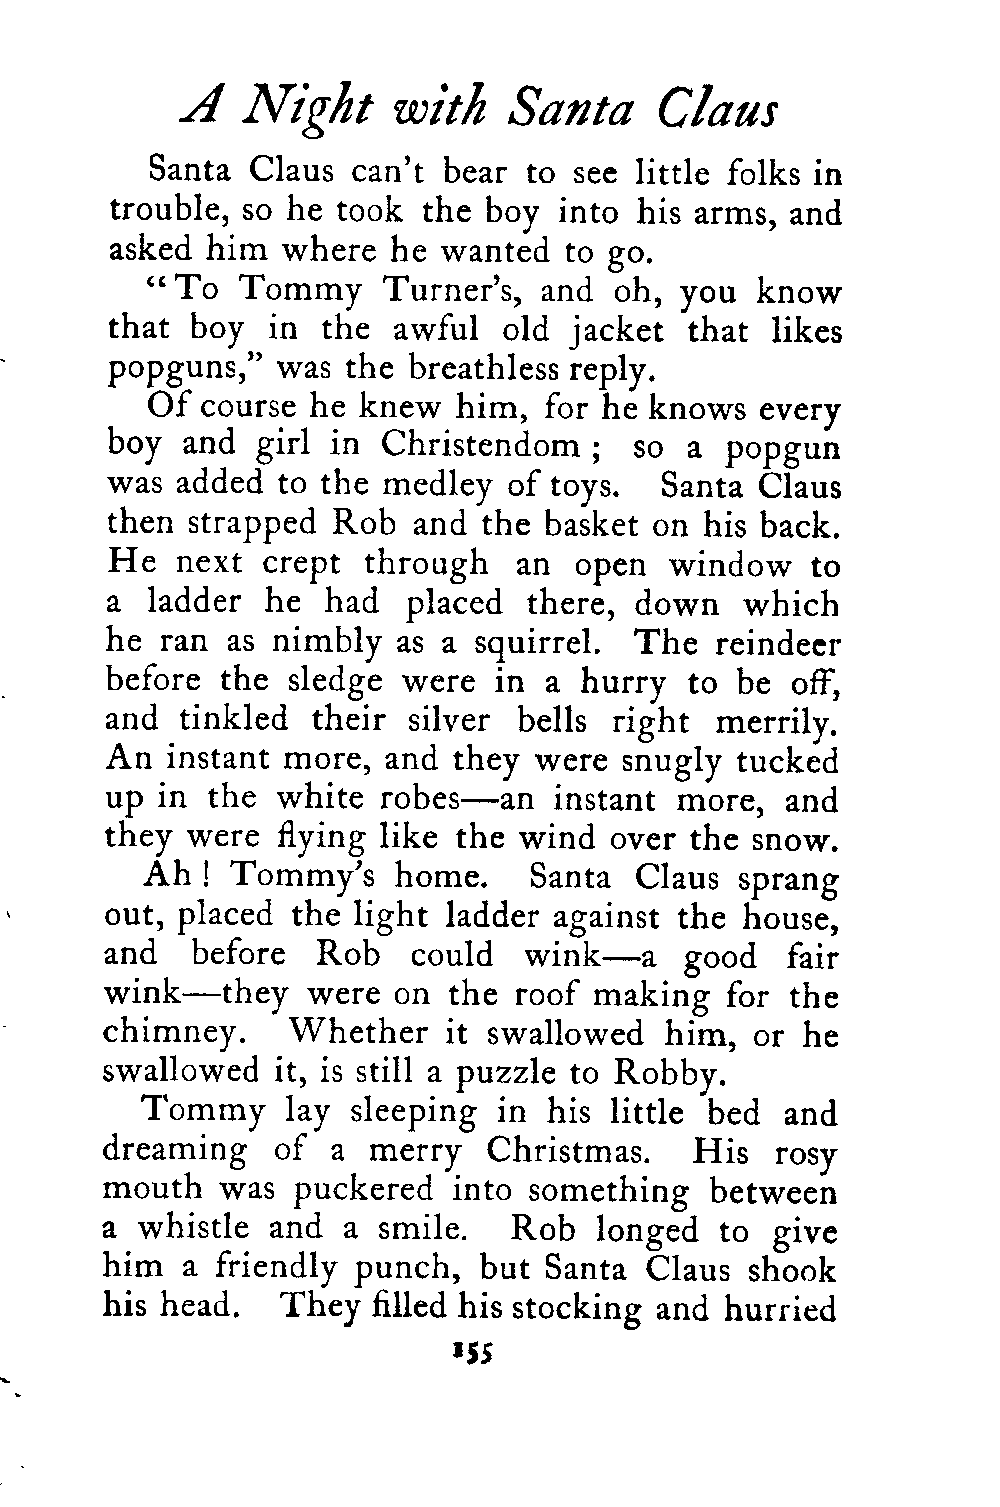 A Night with Santa Claus
Santa Claus can't bear to see little folks in
trouble, so he took the boy into his arms, and
asked him where he wanted to go.
“To Tommy Turner's, and oh, you know
that boy in the awful old jacket that likes
popguns,” was the breathless reply.
Of course he knew him, for he knows every
boy and girl in Christendom; so a popgun
was added to the medley of toys. Santa Claus
then strapped Rob and the basket on his back.
He next crept through an open window to
a ladder he had placed there, down which
he ran as nimbly as a squirrel. The reindeer
before the sledge were in a hurry to be off,
and tinkled their silver bells right merrily.
An instant more, and they were snugly tucked
up in the white robes—an instant more, and
they were flying like the wind over the snow.
Ah! Tommy's home. Santa Claus sprang
out, placed the light ladder against the house,
and before Rob could wink—a good fair
wink—they were on the roof making for the
chimney. Whether it swallowed him, or he
swallowed it, is still a puzzle to Robby.
Tommy lay sleeping in his little bed and
dreaming of a merry Christmas. His rosy
mouth was puckered into something between
a whistle and a smile. Rob longed to give
him a friendly punch, but Santa Claus shook
his head. They filled his stocking and hurried
155